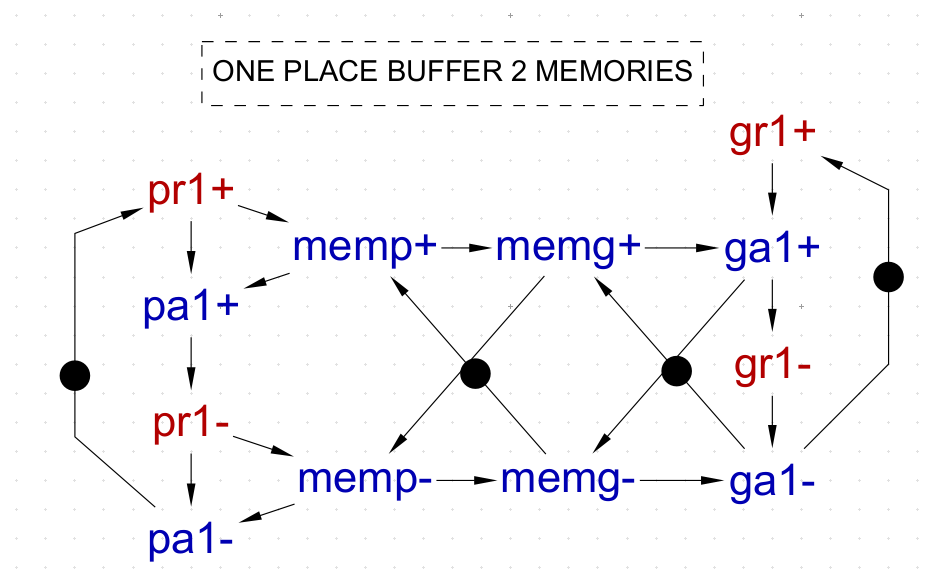 ONE PLACE BUFFER 2 MEMORIES
gr1+
pr1+
memp+
memg+
ga1+
pa1+
gr1-
pr1-
memp-
memg-
ga1-
pa1-